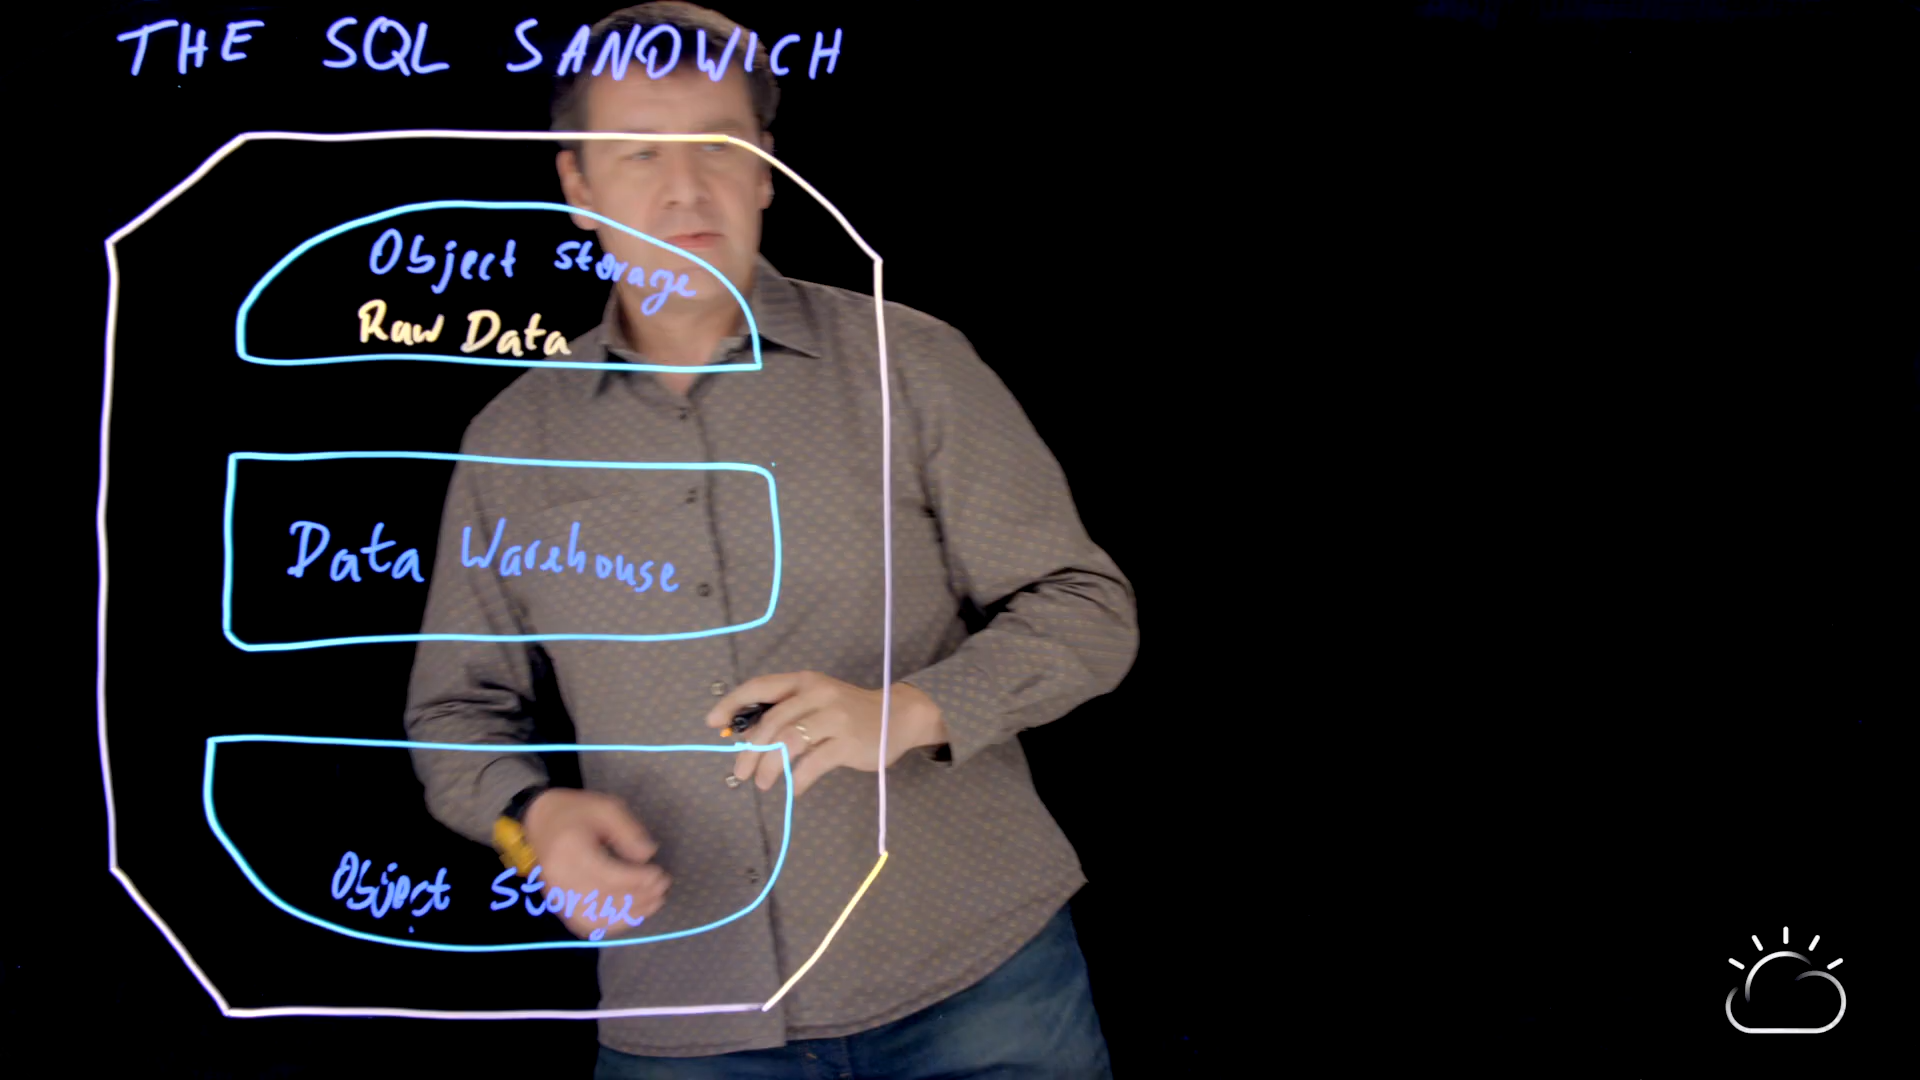 THE SQL SANDWICH
Object Storage
Raw Data
Data Warehouse
Object Storage